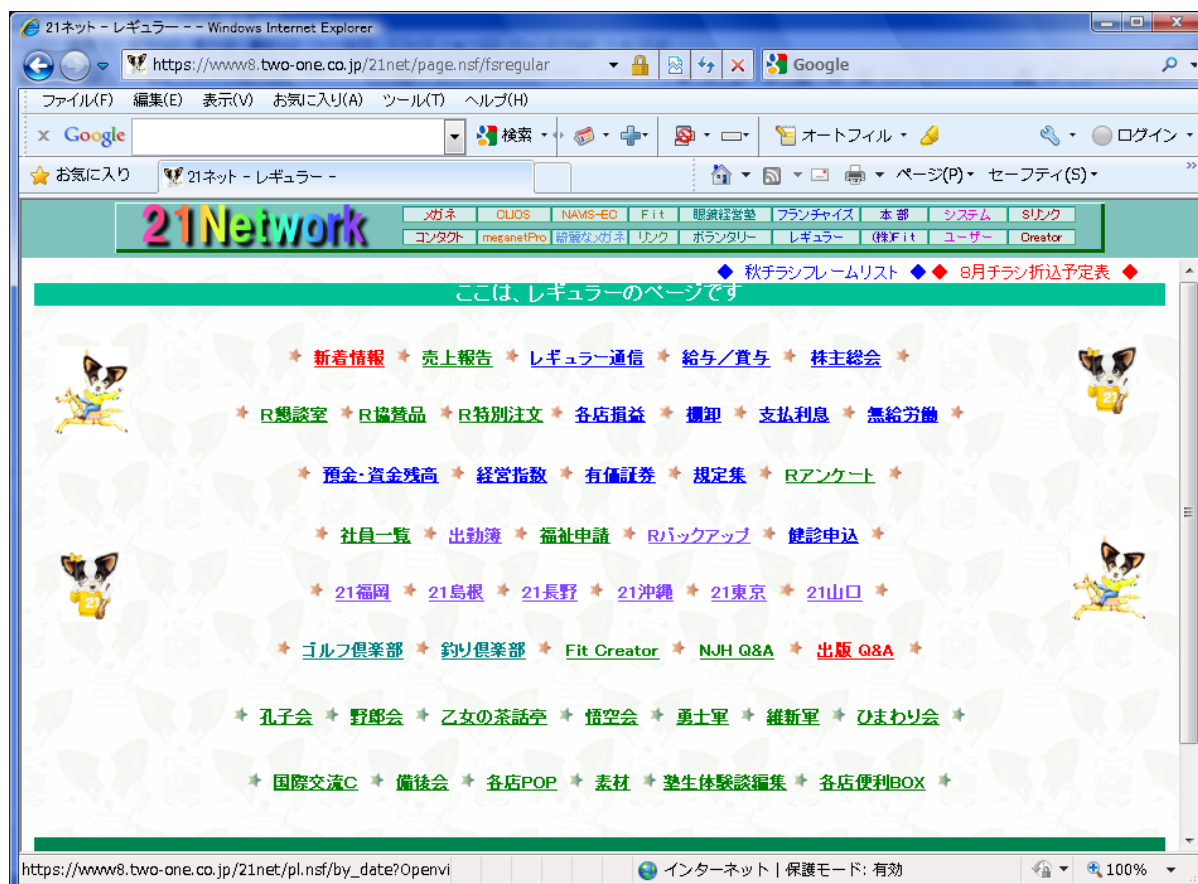 21ネット - レギュラー - - Windows Internet Explorer
https://www8.two-one.co.jp/21net/page.nsf/fsregular
Google
ファイル(F) 編集(E) 表示(V) お気に入り(A) ツール(T) ヘルプ(H)
x Google 検索 オートフィル ログイン
お気に入り 21ネット - レギュラー - ページ(P) セーフティ(S)
21Network
メガネ CLIOS NAMS-EC Fit 眼鏡経営塾 フランチャイズ 本部 システム Sリンク
コンタクト meganetPro 綺麗なメガネ リンク ボランタリー レギュラー (株)Fit ユーザー Creator
◆ 秋チラシフレームリスト ◆◆ 8月チラシ折込予定表 ◆
ここは、レギュラーのページです
新着情報 売上報告 レギュラー通信 給与/賞与 株主総会
R懇談室 R協賛品 R特別注文 各店損益 棚卸 支払利息 無給労働
預金・資金残高 経営指数 有価証券 規定集 Rアンケート
社員一覧 出勤簿 福祉申請 Rバックアップ 健診申込
21福岡 21島根 21長野 21沖縄 21東京 21山口
ゴルフ倶楽部 釣り倶楽部 Fit Creator NJH Q&A 出版 Q&A
孔子会 野郎会 乙女の茶話亭 悟空会 勇士軍 維新軍 ひまわり会
国際交流C 備後会 各店POP 素材 塾生体験談編集 各店便利BOX
https://www8.two-one.co.jp/21net/pl.nsf/by_date?Openvi インターネット | 保護モード: 有効 100%